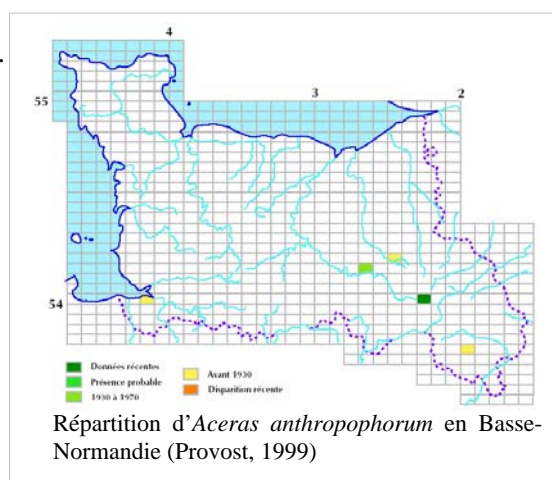 4
55
3
2
54
Données récentes
Présence probable
1930 à 1970
Avant 1930
Disparition récente
Répartition d'Aceras anthropophorum en Basse-
Normandie (Provost, 1999)